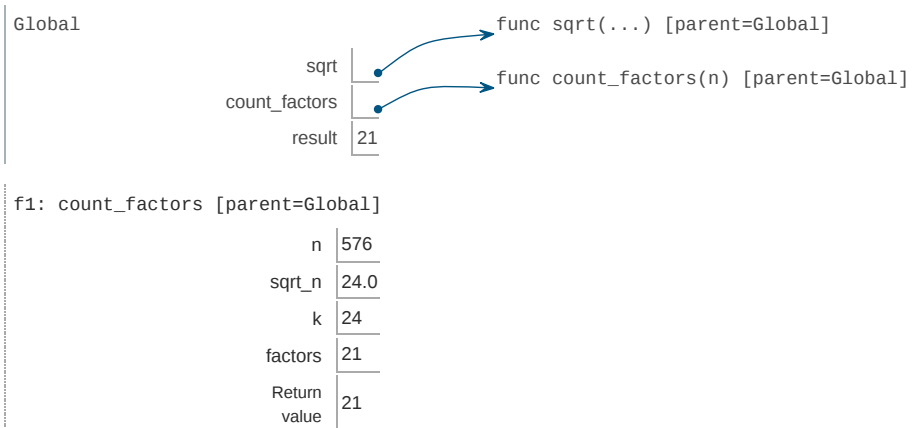 Global
func sqrt(...) [parent=Global]
sqrt
func count_factors(n) [parent=Global]
count_factors
result 21
f1: count_factors [parent=Global]
n 576
sqrt_n 24.0
k 24
factors 21
Return
value 21